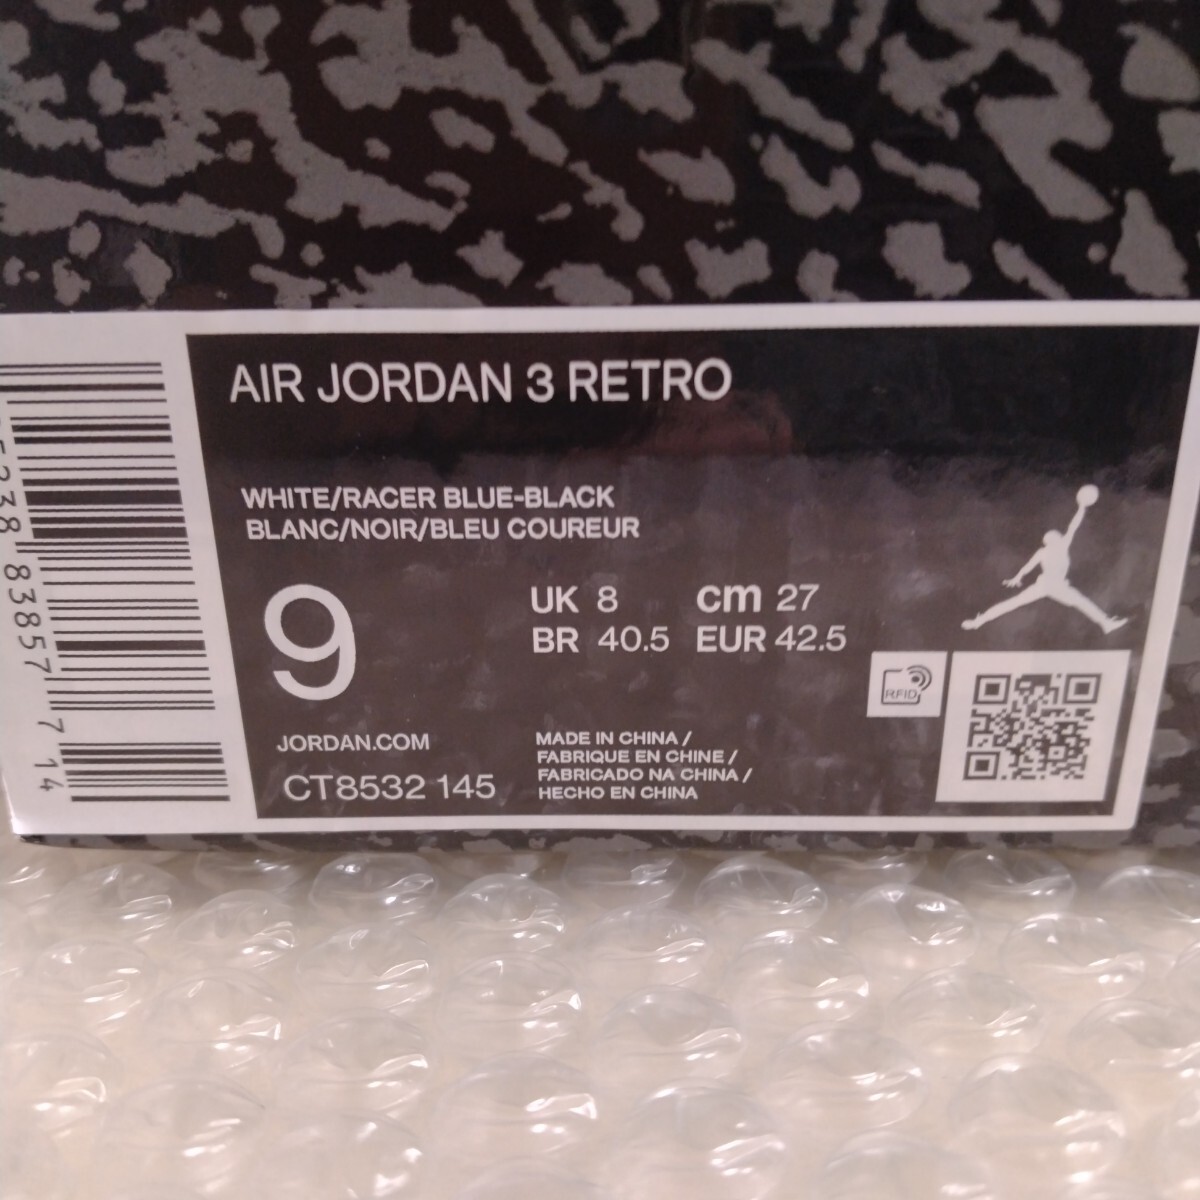 AIR JORDAN 3 RETRO
WHITE/RACER BLUE-BLACK
BLANC/NOIR/BLEU COUREUR
9
UK 8 cm 27
BR 40.5 EUR 42.5
RFID
JORDAN.COM
CT8532 145
MADE IN CHINA /
FABRIQUE EN CHINE /
FABRICADO NA CHINA /
HECHO EN CHINA
83857 7 14